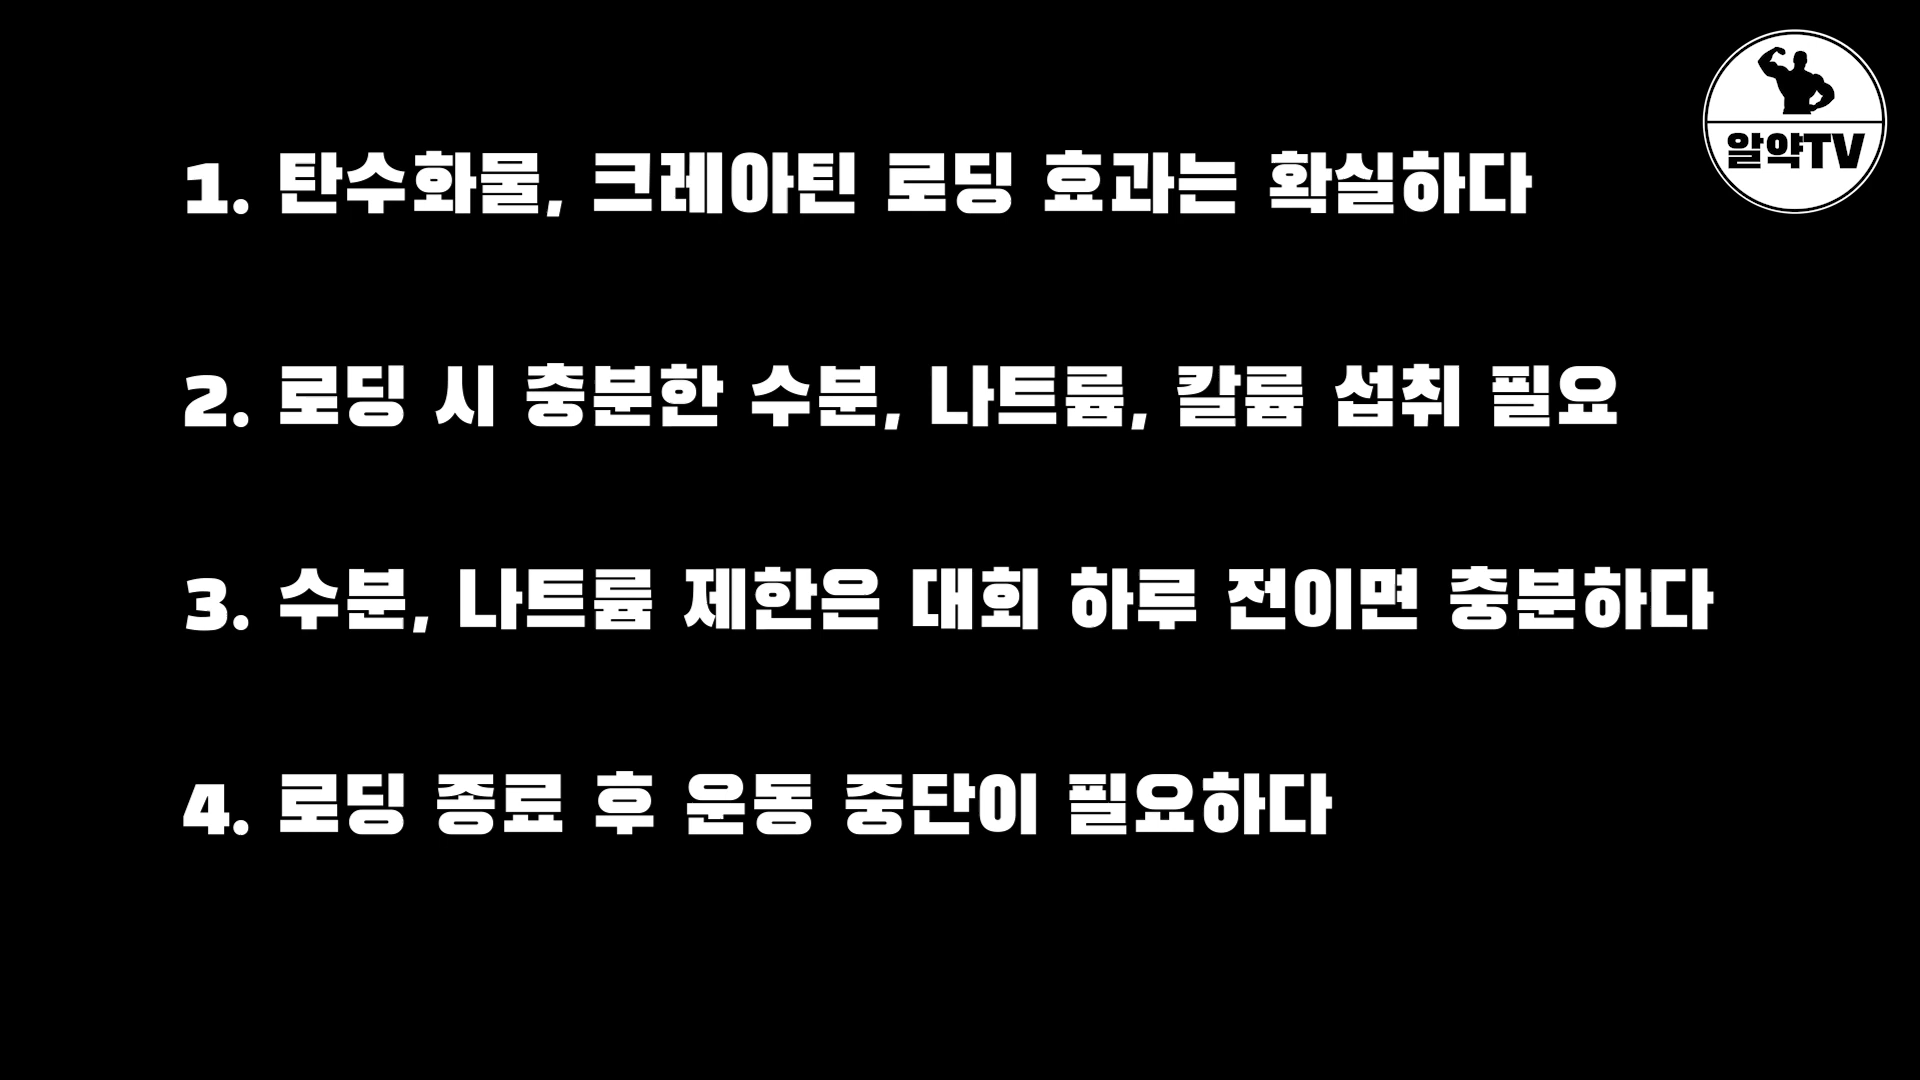 알약TV
1. 탄수화물, 크레아틴 로딩 효과는 확실하다
2. 로딩 시 충분한 수분, 나트륨, 칼륨 섭취 필요
3. 수분, 나트륨 제한은 대회 하루 전이면 충분하다
4. 로딩 종료 후 운동 중단이 필요하다